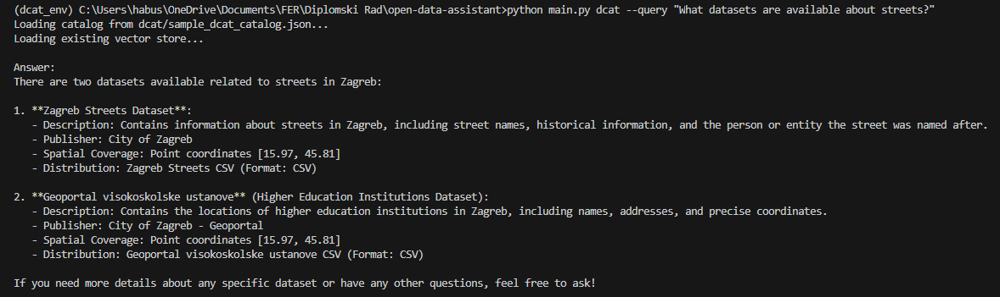 (dcat_env) C:\Users\habus\OneDrive\Documents\FER\Diplomski Rad\open-data-assistant>python main.py dcat --query "What datasets are available about streets?"
Loading catalog from dcat/sample_dcat_catalog.json...
Loading existing vector store...
Answer:
There are two datasets available related to streets in Zagreb:
1. **Zagreb Streets Dataset**:
- Description: Contains information about streets in Zagreb, including street names, historical information, and the person or entity the street was named after.
- Publisher: City of Zagreb
- Spatial Coverage: Point coordinates [15.97, 45.81]
- Distribution: Zagreb Streets CSV (Format: CSV)
2. **Geoportal visokoskolske ustanove** (Higher Education Institutions Dataset):
- Description: Contains the locations of higher education institutions in Zagreb, including names, addresses, and precise coordinates.
- Publisher: City of Zagreb - Geoportal
- Spatial Coverage: Point coordinates [15.97, 45.81]
- Distribution: Geoportal visokoskolske ustanove CSV (Format: CSV)
If you need more details about any specific dataset or have any other questions, feel free to ask!